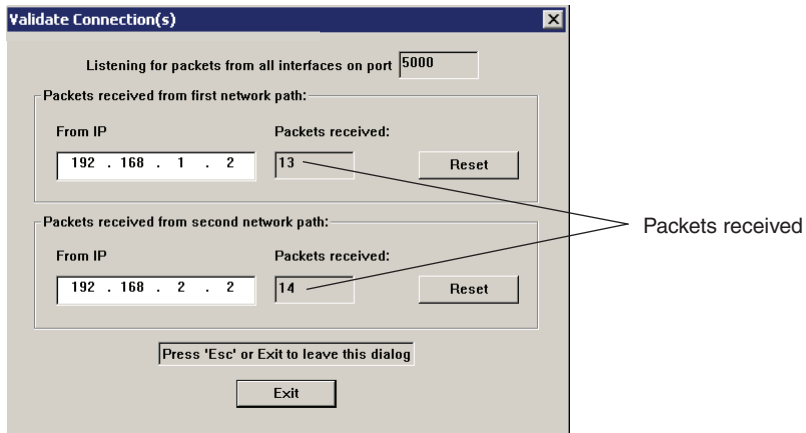 Validate Connection(s)
Listening for packets from all interfaces on port 5000
Packets received from first network path:
From IP Packets received:
192 . 168 . 1 . 2 13 Reset
Packets received from second network path:
From IP Packets received:
192 . 168 . 2 . 2 14 Reset
Packets received
Press 'Esc' or Exit to leave this dialog
Exit